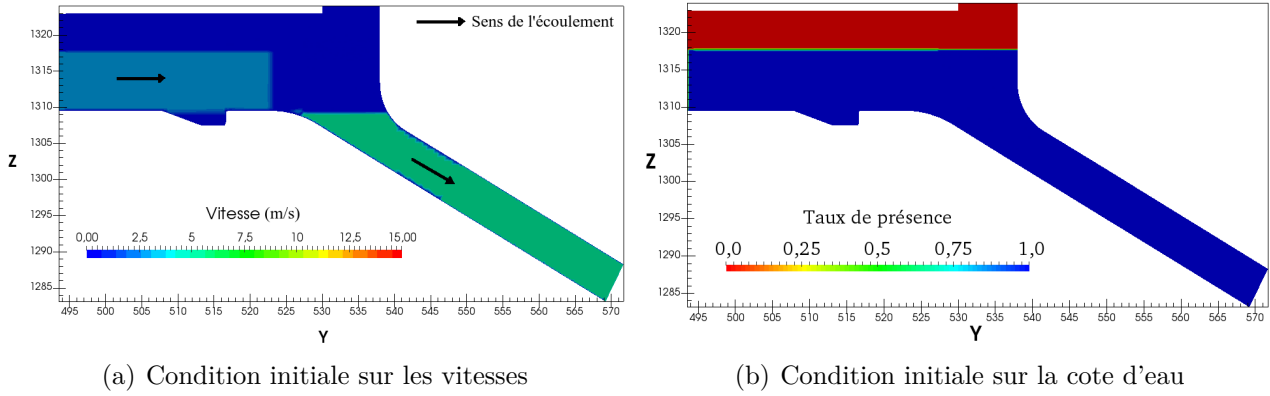 Sens de l'écoulement
1320
1315
1310
1305
1300
1295
1290
1285
Z
Vitesse (m/s)
0,00 2,5 5,00 7,5 10 12,5 15,00
495 500 505 510 515 520 525 530 535 540 545 550 555 560 565 570
Y
(a) Condition initiale sur les vitesses
1320
1315
1310
1305
1300
1295
1290
1285
Z
Taux de présence
0,0 0,25 0,5 0,75 1,0
495 500 505 510 515 520 525 530 535 540 545 550 555 560 565 570
Y
(b) Condition initiale sur la cote d'eau